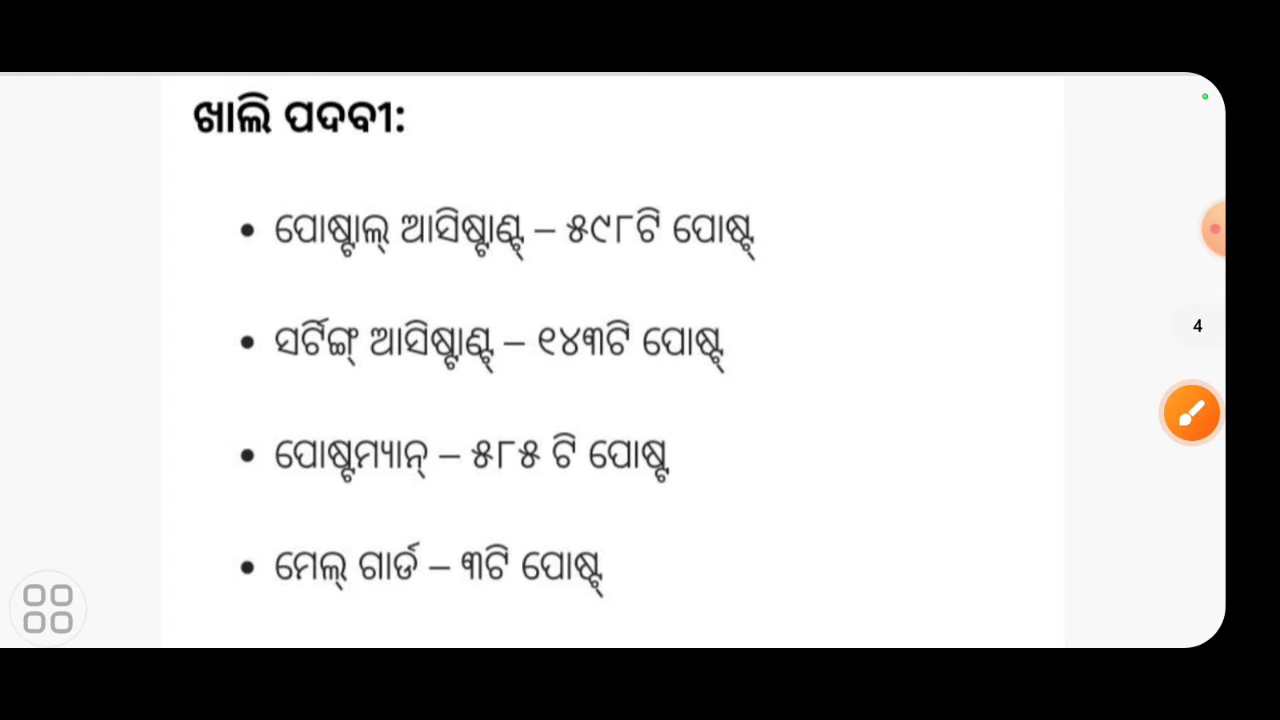 ଖାଲି ପଦବୀ:
• ପୋଷ୍ଟାଲ୍ ଆସିଷ୍ଟାଣ୍ଟ୍ – ୫୯୮ଟି ପୋଷ୍ଟ୍
• ସର୍ଟିଙ୍ଗ୍ ଆସିଷ୍ଟାଣ୍ଟ୍ – ୧୪୩ଟି ପୋଷ୍ଟ୍
4
• ପୋଷ୍ଟମ୍ୟାନ୍ – ୫୮୫ ଟି ପୋଷ୍ଟ
• ମେଲ୍ ଗାର୍ଡ – ୩ଟି ପୋଷ୍ଟ୍